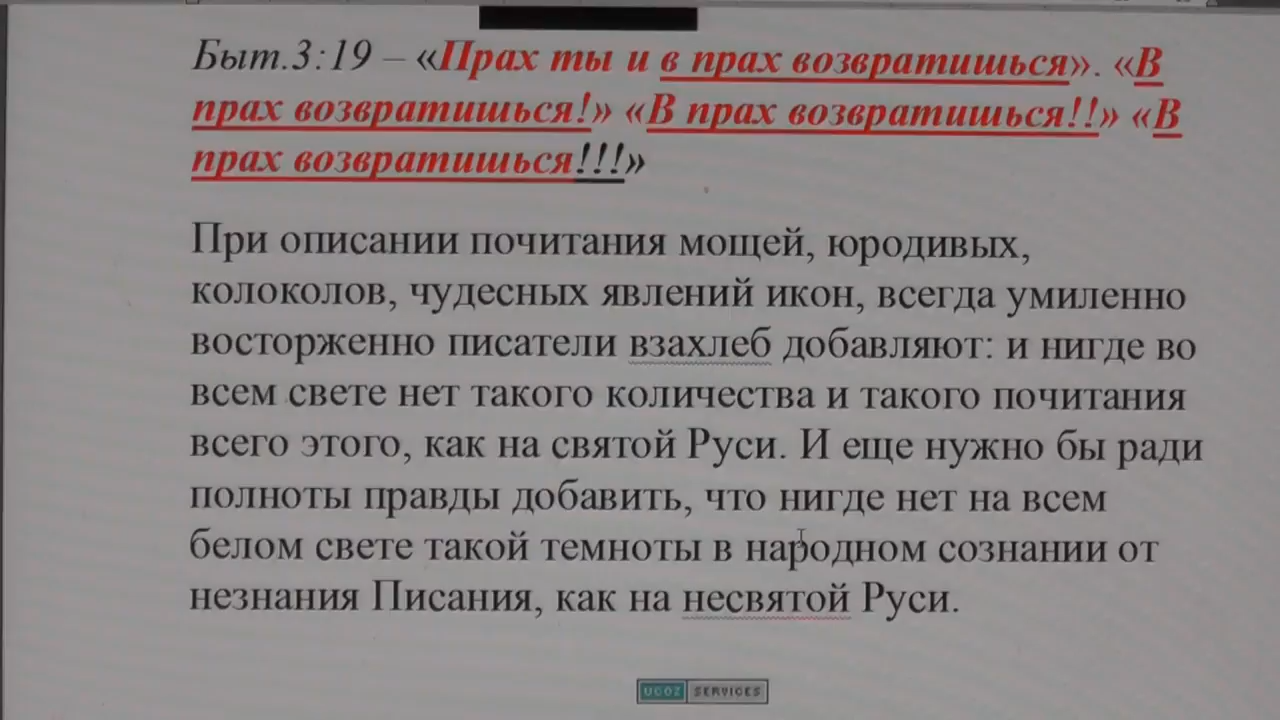 Быт.3:19 – «Прах ты и в прах возвратишься». «В
прах возвратишься!» «В прах возвратишься!!» «В
прах возвратишься!!!»
При описании почитания мощей, юродивых,
колоколов, чудесных явлений икон, всегда умиленно
восторженно писатели взахлеб добавляют: и нигде во
всем свете нет такого количества и такого почитания
всего этого, как на святой Руси. И еще нужно бы ради
полноты правды добавить, что нигде нет на всем
белом свете такой темноты в народном сознании от
незнания Писания, как на несвятой Руси.
UCOZ SERVICES